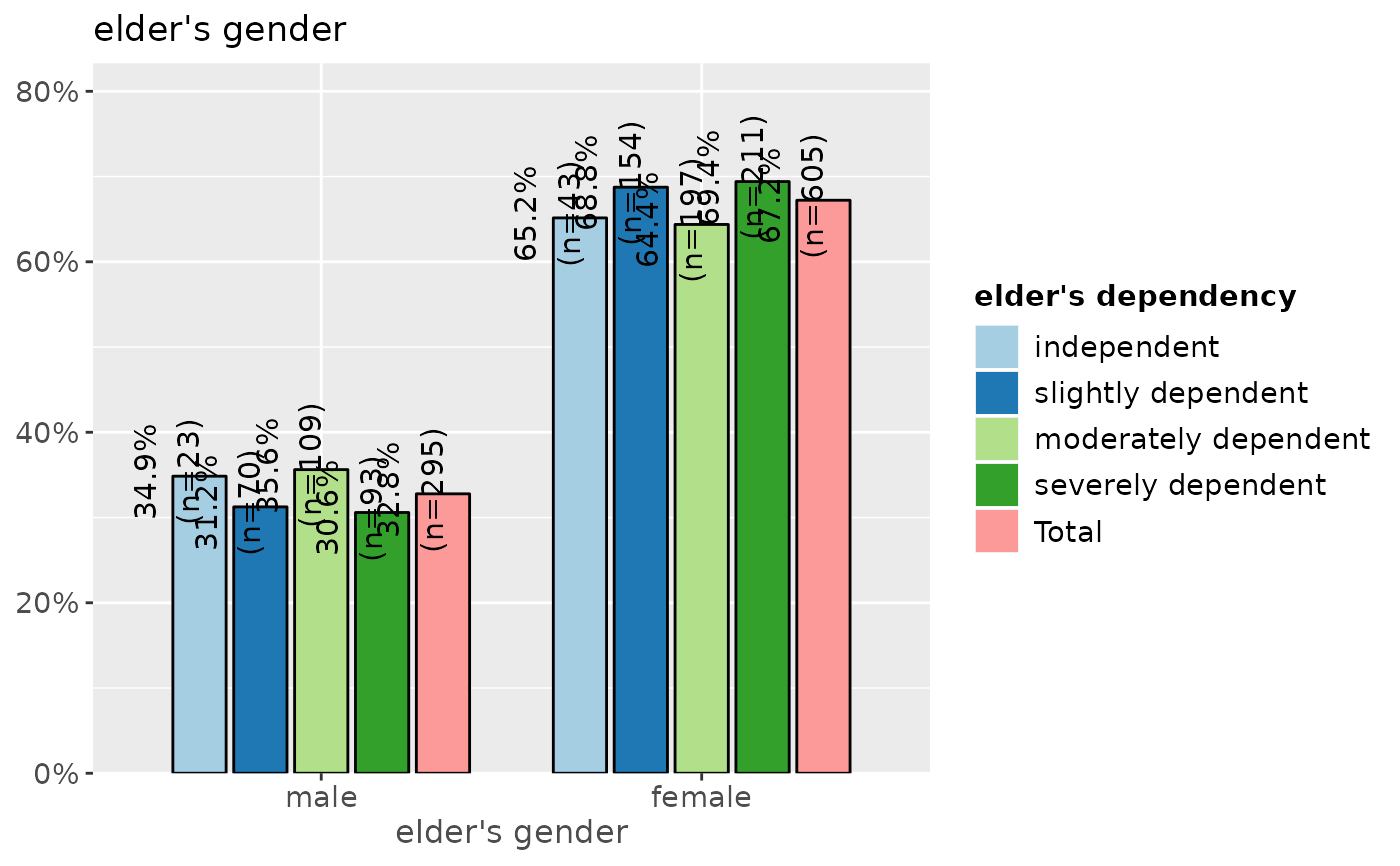 elder's gender
80%
60%
40%
20%
0%
34.9%
(n=23)
31.2%
(n=70)
35.6%
(n=109)
30.6%
(n=93)
32.8%
(n=295)
65.2%
(n=43)
68.8%
(n=154)
64.4%
(n=197)
69.4%
(n=211)
67.2%
(n=605)
male
female
elder's gender
elder's dependency
independent
slightly dependent
moderately dependent
severely dependent
Total